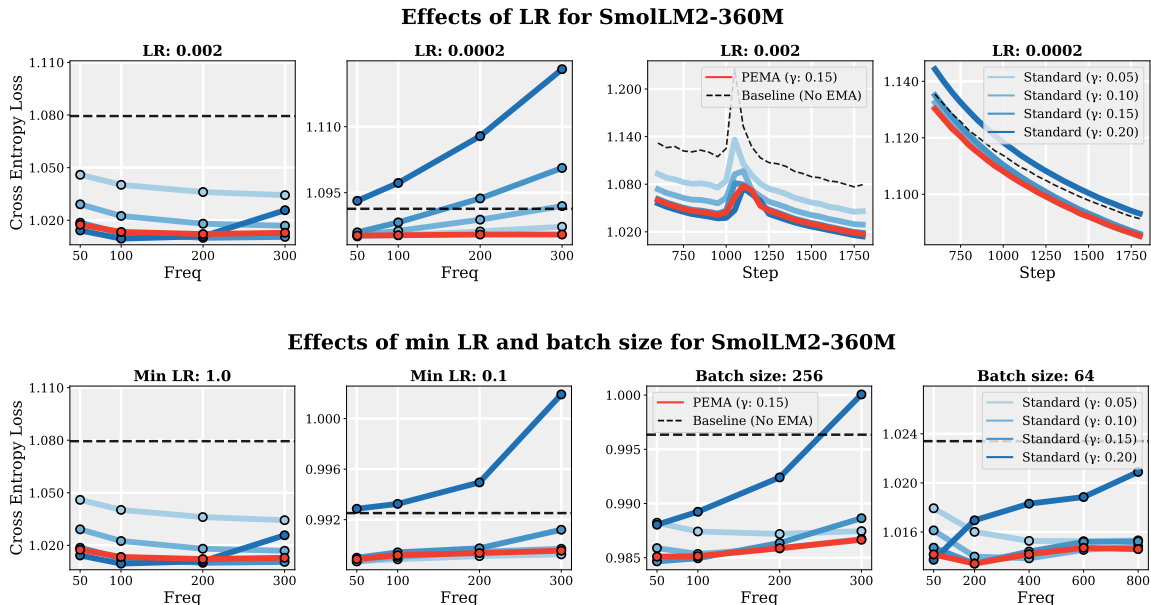 Effects of LR for SmolLM2-360M
LR: 0.002
LR: 0.0002
LR: 0.002
LR: 0.0002
Cross Entropy Loss
1.110
1.080
1.050
1.020
50 100 200 300
Freq
1.110
1.095
50 100 200 300
Freq
PEMA (γ: 0.15)
Baseline (No EMA)
1.200
1.140
1.080
1.020
750 1000 1250 1500 1750
Step
Standard (γ: 0.05)
Standard (γ: 0.10)
Standard (γ: 0.15)
Standard (γ: 0.20)
1.140
1.120
1.100
750 1000 1250 1500 1750
Step
Effects of min LR and batch size for SmolLM2-360M
Min LR: 1.0
Min LR: 0.1
Batch size: 256
Batch size: 64
Cross Entropy Loss
1.110
1.080
1.050
1.020
50 100 200 300
Freq
1.000
0.996
0.992
50 100 200 300
Freq
PEMA (γ: 0.15)
Baseline (No EMA)
1.000
0.995
0.990
0.985
50 100 200 300
Freq
Standard (γ: 0.05)
Standard (γ: 0.10)
Standard (γ: 0.15)
Standard (γ: 0.20)
1.024
1.020
1.016
50 200 400 600 800
Freq